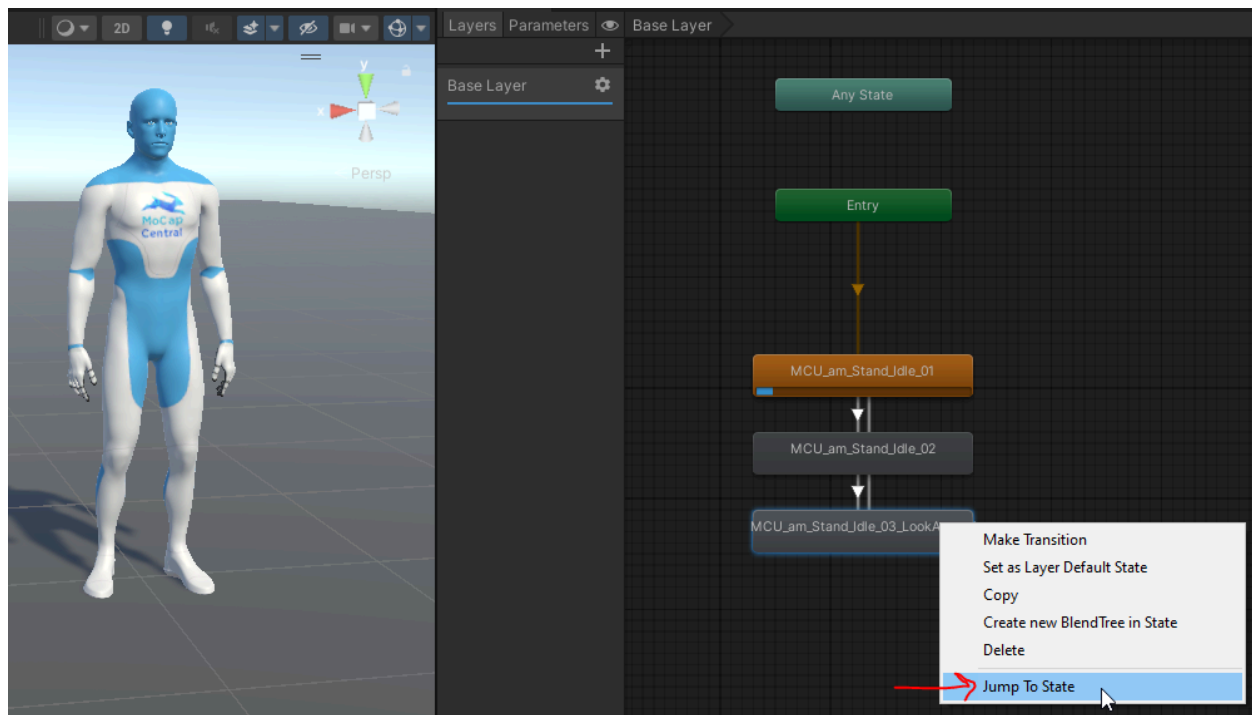 2D
Layers
Parameters
Base Layer
Base Layer
y
x
Persp
MoCap
Central
Any State
Entry
MCU_am_Stand_Idle_01
MCU_am_Stand_Idle_02
MCU_am_Stand_Idle_03_LookA
Make Transition
Set as Layer Default State
Copy
Create new BlendTree in State
Delete
Jump To State